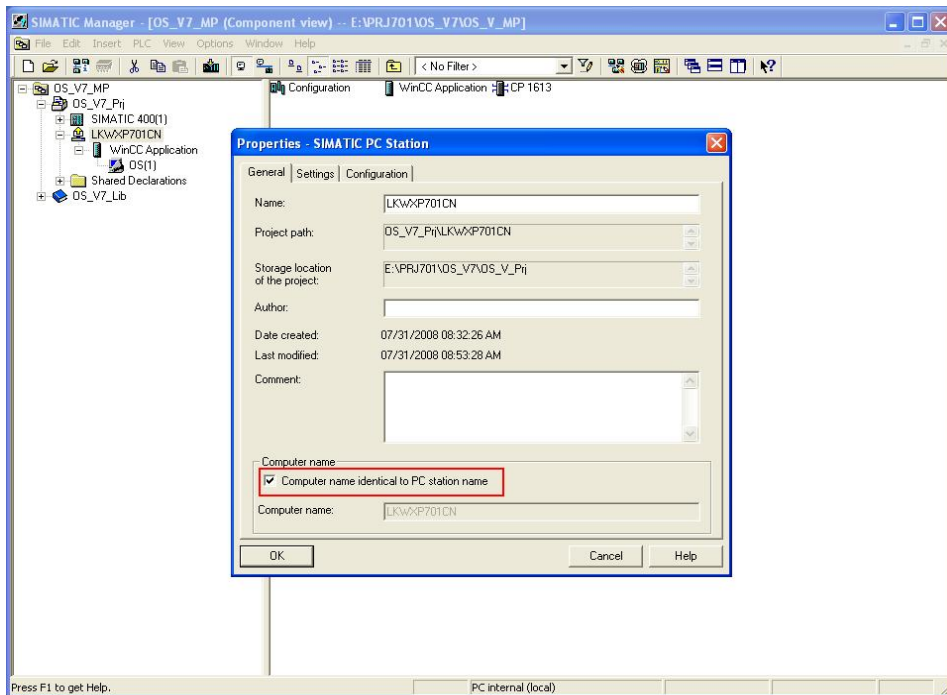 SIMATIC Manager - [OS_V7_MP (Component view) -- E:\PRJ701\OS_V7\OS_V_MP]
File Edit Insert PLC View Options Window Help
< No Filter >
OS_V7_MP
OS_V7_Prj
SIMATIC 400(1)
LKWXP701CN
WinCC Application
OS(1)
Shared Declarations
OS_V7_Lib
Configuration WinCC Application CP 1613
Properties - SIMATIC PC Station
General Settings Configuration
Name: LKWXP701CN
Project path: OS_V7_Prj\LKWXP701CN
Storage location
of the project: E:\PRJ701\OS_V7\OS_V_Prj
Author:
Date created: 07/31/2008 08:32:26 AM
Last modified: 07/31/2008 08:53:28 AM
Comment:
Computer name
Computer name identical to PC station name
Computer name: LKWXP701CN
OK Cancel Help
Press F1 to get Help. PC internal (local)